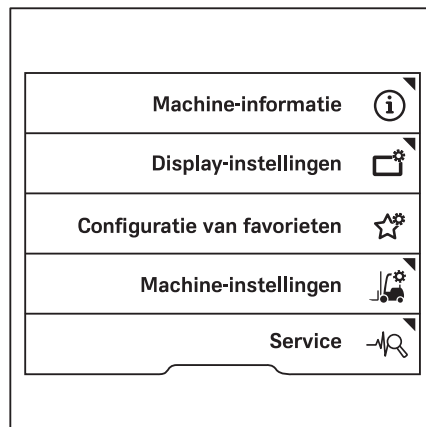 Machine-informatie
Display-instellingen
Configuratie van favorieten
Machine-instellingen
Service